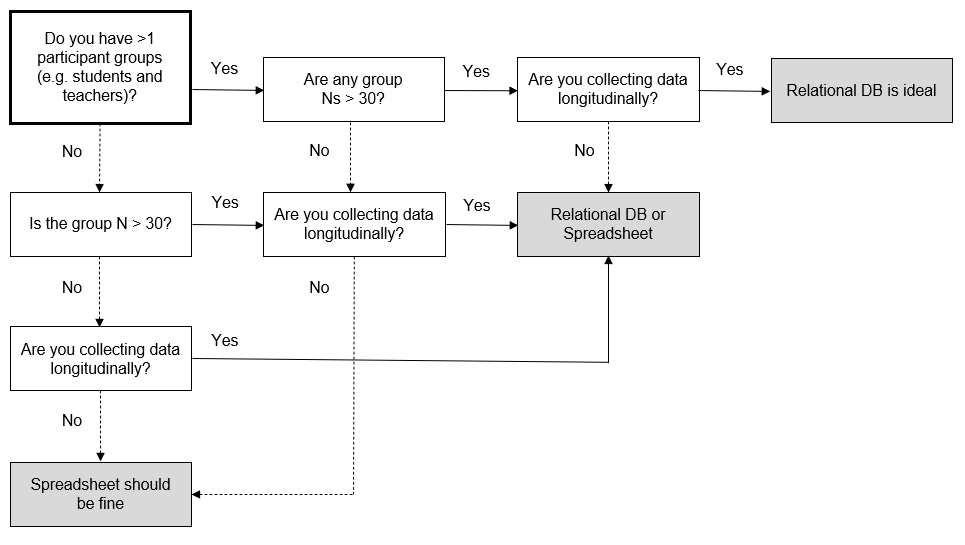 Do you have >1
participant groups
(e.g. students and
teachers)?
Yes
Are any group
Ns > 30?
Yes
Are you collecting data
longitudinally?
Yes
Relational DB is ideal
No
No
No
Is the group N > 30?
Yes
Are you collecting data
longitudinally?
Yes
Relational DB or
Spreadsheet
No
No
Are you collecting data
longitudinally?
Yes
No
Spreadsheet should
be fine